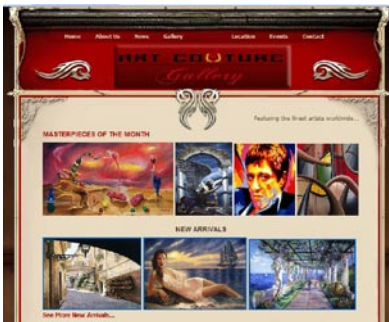 Home About Us News Gallery Location Events Contact
ART COUTURE
Gallery
Featuring the finest artists worldwide...
MASTERPIECES OF THE MONTH
NEW ARRIVALS
See More New Arrivals...